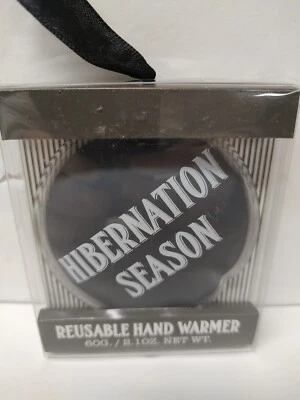 HIBERNATION
SEASON
REUSABLE HAND WARMER
60G. / 2.1OZ. NET WT.